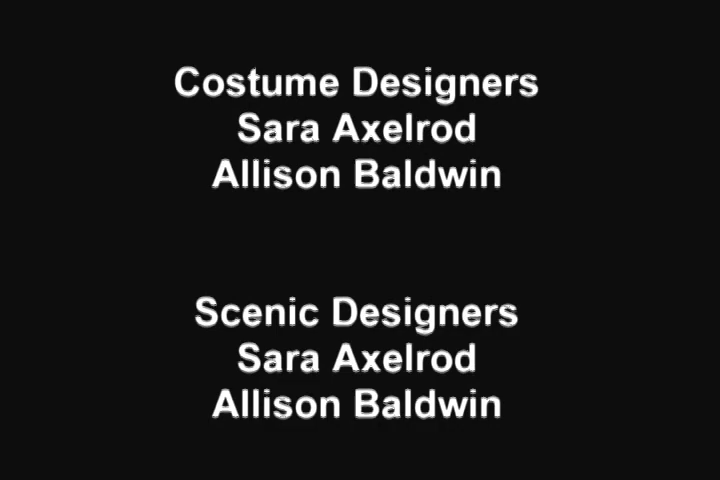 Costume Designers
Sara Axelrod
Allison Baldwin
Scenic Designers
Sara Axelrod
Allison Baldwin